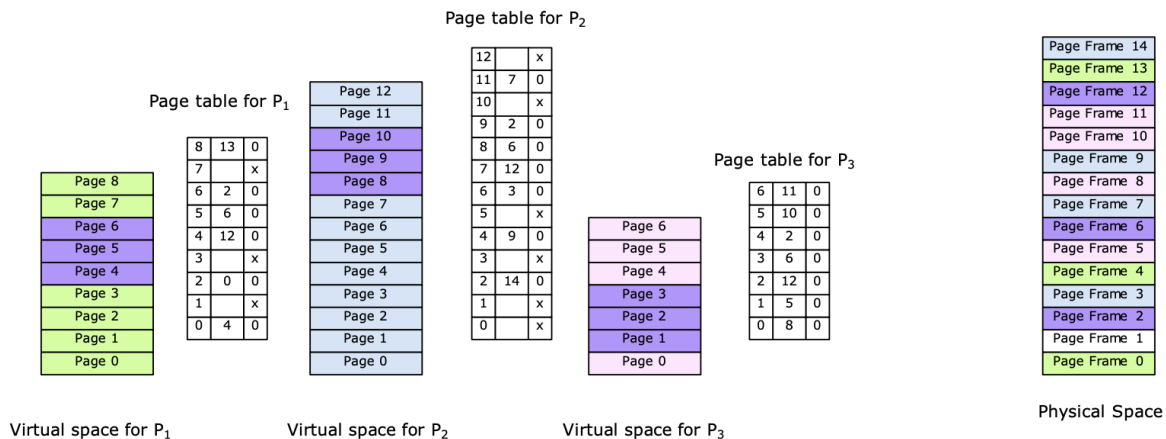 Page table for P2
Page table for P1
Page table for P3
Page 8
Page 7
Page 6
Page 5
Page 4
Page 3
Page 2
Page 1
Page 0
8 13 0
7 x
6 2 0
5 6 0
4 12 0
3 x
2 0 0
1 x
0 4 0
Page 12
Page 11
Page 10
Page 9
Page 8
Page 7
Page 6
Page 5
Page 4
Page 3
Page 2
Page 1
Page 0
12 x
11 7 0
10 x
9 2 0
8 6 0
7 12 0
6 3 0
5 x
4 9 0
3 x
2 14 0
1 x
0 x
Page 6
Page 5
Page 4
Page 3
Page 2
Page 1
Page 0
6 11 0
5 10 0
4 2 0
3 6 0
2 12 0
1 5 0
0 8 0
Page Frame 14
Page Frame 13
Page Frame 12
Page Frame 11
Page Frame 10
Page Frame 9
Page Frame 8
Page Frame 7
Page Frame 6
Page Frame 5
Page Frame 4
Page Frame 3
Page Frame 2
Page Frame 1
Page Frame 0
Virtual space for P1
Virtual space for P2
Virtual space for P3
Physical Space